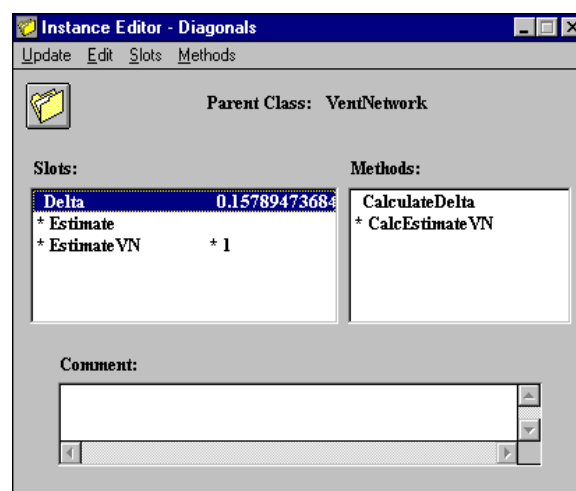 Instance Editor - Diagonals
Update Edit Slots Methods
Parent Class: VentNetwork
Slots:
Delta 0.15789473684
* Estimate
* EstimateVN * 1
Methods:
CalculateDelta
* CalcEstimateVN
Comment: